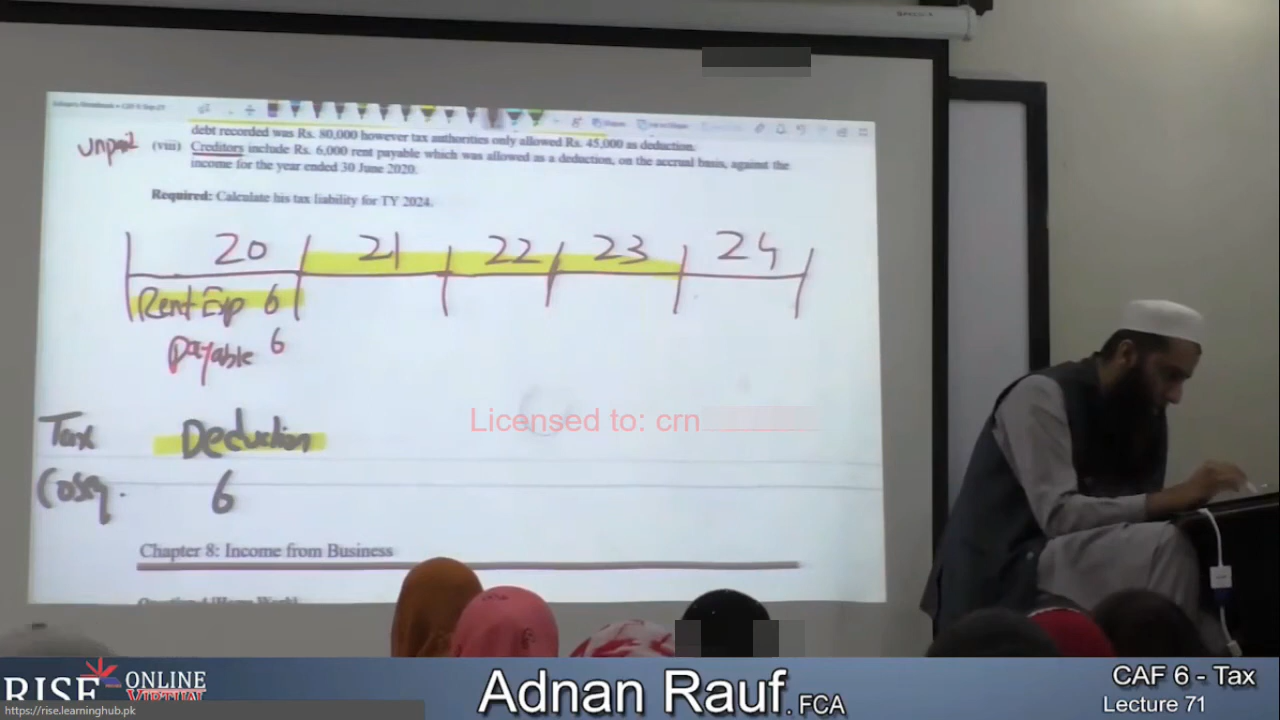 debt recorded was Rs. 80,000 however tax authorities only allowed Rs. 45,000 as deduction.
unpaid (viii) Creditors include Rs. 6,000 rent payable which was allowed as a deduction, on the accrual basis, against the
income for the year ended 30 June 2020.
Required: Calculate his tax liability for TY 2024.
20 21 22 23 24
Rent Exp 6
Payable 6
Licensed to: crn
Tax Deduction
Coseq. 6
Chapter 8: Income from Business
RISE ONLINE
VIRTUAL
Adnan Rauf. FCA
CAF 6 - Tax
Lecture 71
https://rise.learninghub.pk